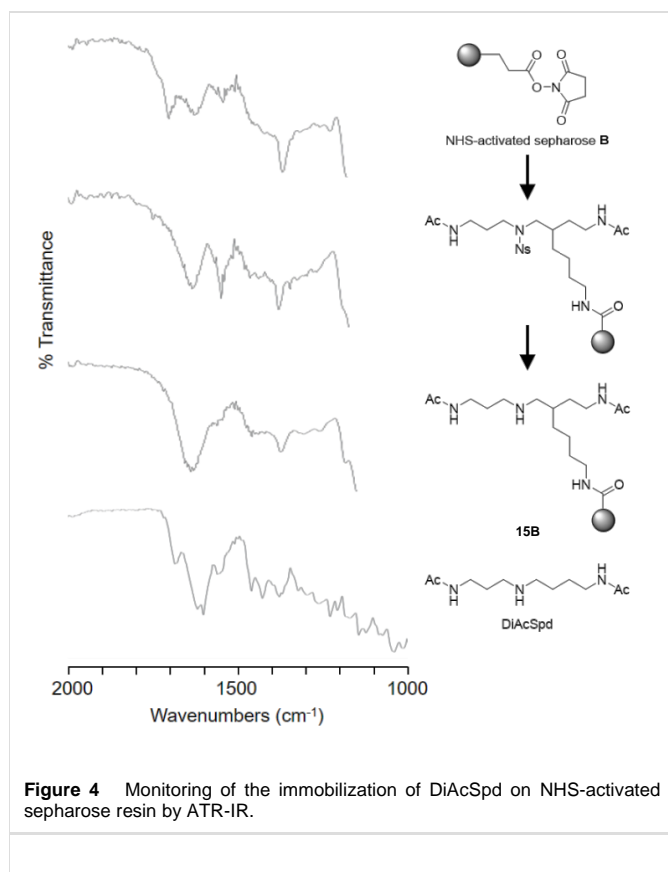 O
O
O
N
O
NHS-activated sepharose B
H
N
Ac
N
H
N
Ac
Ns
HN
O
% Transmittance
H
N
Ac
N
H
N
H
Ac
HN
O
15B
H
N
Ac
N
H
N
H
Ac
DiAcSpd
2000 1500 1000
Wavenumbers (cm-1)
Figure 4 Monitoring of the immobilization of DiAcSpd on NHS-activated
sepharose resin by ATR-IR.